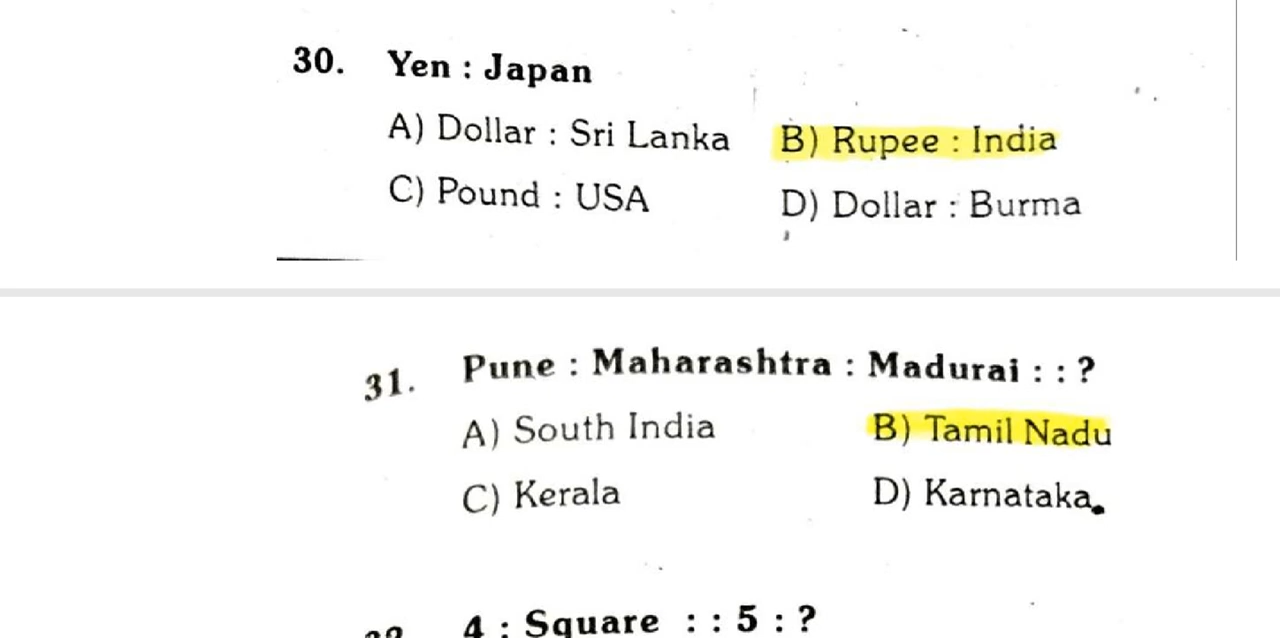 30. Yen : Japan
A) Dollar : Sri Lanka B) Rupee : India
C) Pound : USA D) Dollar : Burma
31. Pune : Maharashtra : Madurai : : ?
A) South India B) Tamil Nadu
C) Kerala D) Karnataka
4 : Square : : 5 : ?